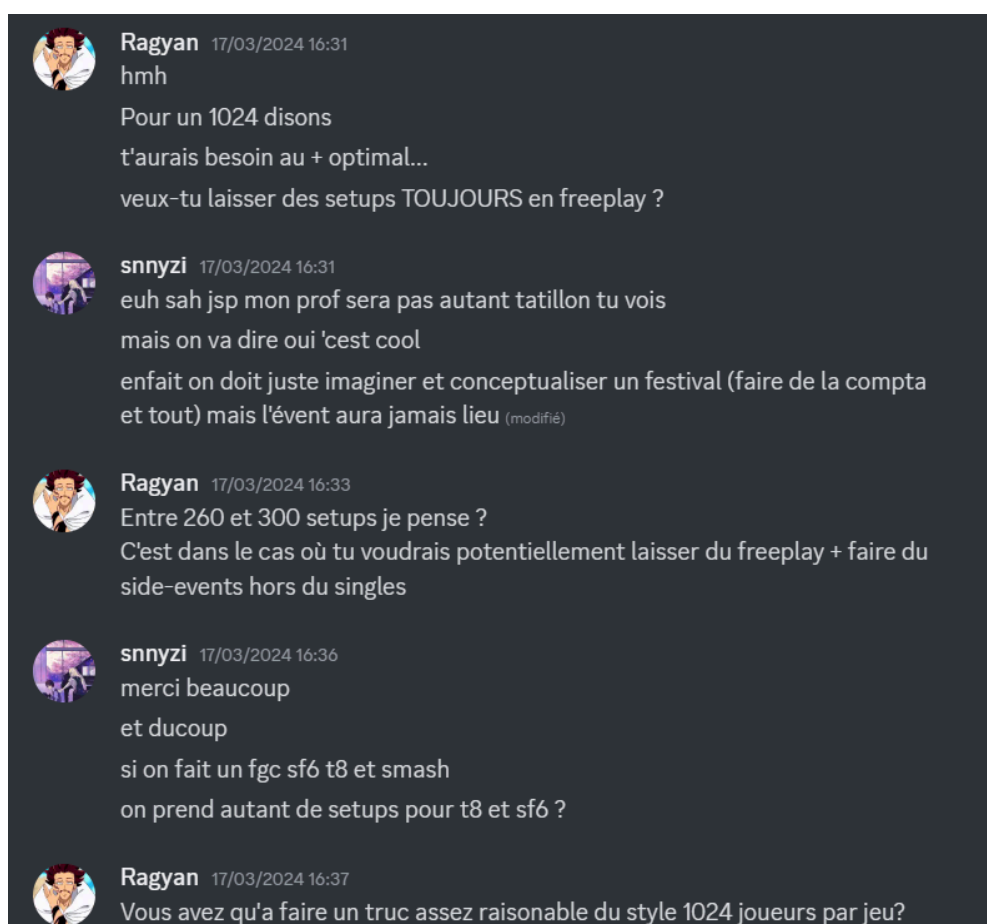 Ragyan 17/03/2024 16:31
hmh
Pour un 1024 disons
t'aurais besoin au + optimal...
veux-tu laisser des setups TOUJOURS en freeplay ?
snnyzi 17/03/2024 16:31
euh sah jsp mon prof sera pas autant tatillon tu vois
mais on va dire oui 'cest cool
enfait on doit juste imaginer et conceptualiser un festival (faire de la compta
et tout) mais l'évent aura jamais lieu (modifié)
Ragyan 17/03/2024 16:33
Entre 260 et 300 setups je pense ?
C'est dans le cas où tu voudrais potentiellement laisser du freeplay + faire du
side-events hors du singles
snnyzi 17/03/2024 16:36
merci beaucoup
et ducoup
si on fait un fgc sf6 t8 et smash
on prend autant de setups pour t8 et sf6 ?
Ragyan 17/03/2024 16:37
Vous avez qu'a faire un truc assez raisonable du style 1024 joueurs par jeu?